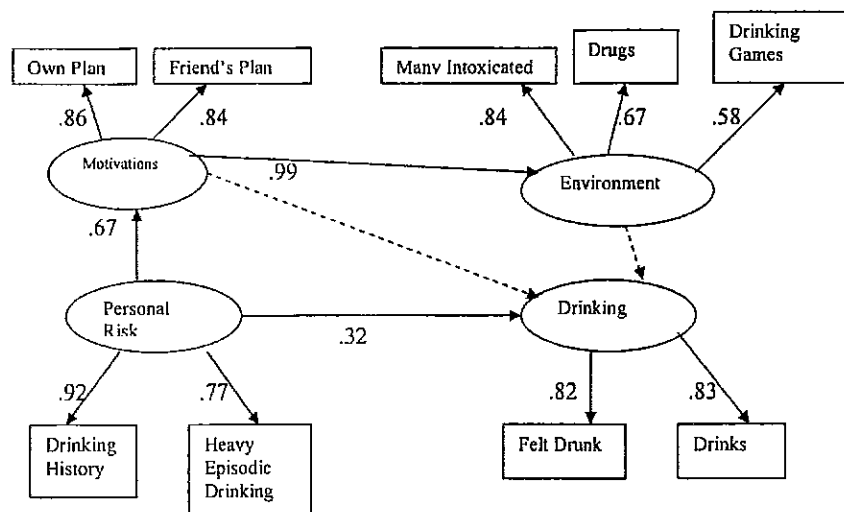 Own Plan
Friend's Plan
Many Intoxicated
Drugs
Drinking
Games
.86
.84
.84
.67
.58
Motivations
.99
Environment
.67
Personal
Risk
.32
Drinking
.92
.77
.82
.83
Drinking
History
Heavy
Episodic
Drinking
Felt Drunk
Drinks